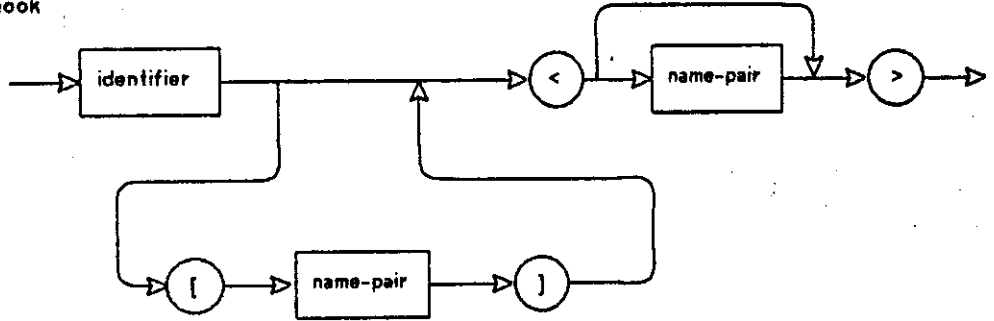 ook
identifier < name-pair >
[ name-pair ]